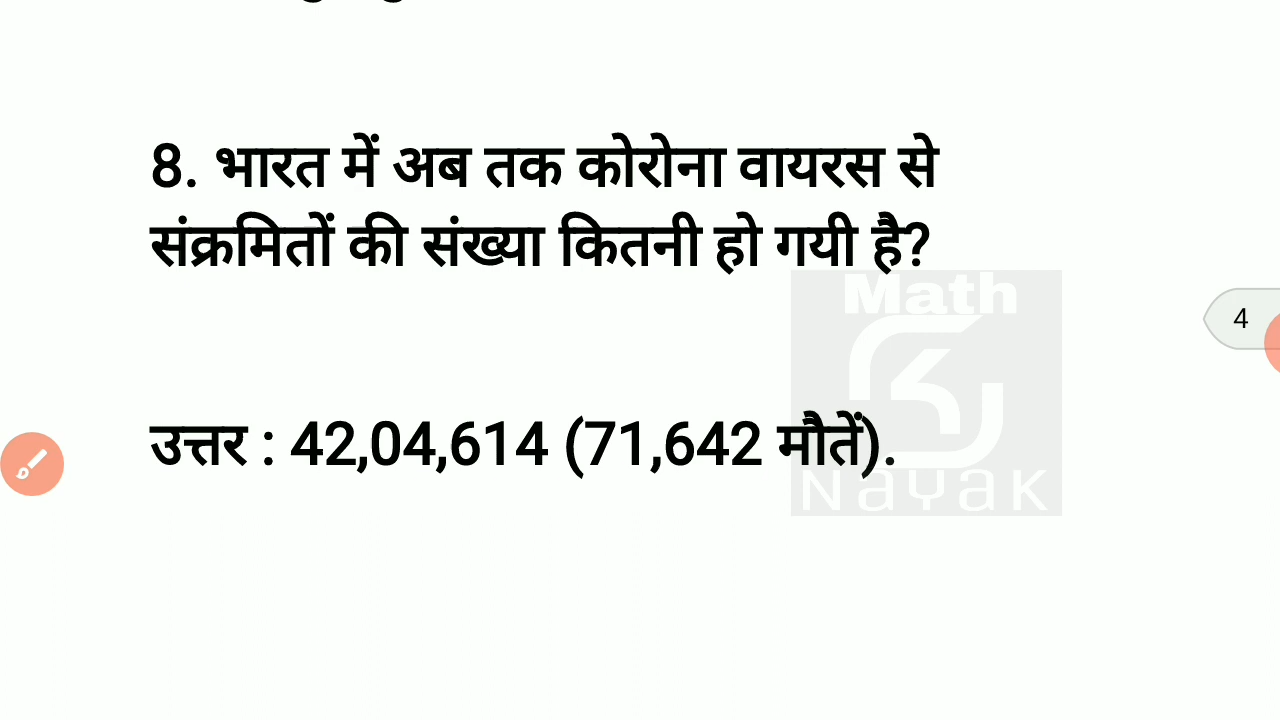 8. भारत में अब तक कोरोना वायरस से
संक्रमितों की संख्या कितनी हो गयी है?
Math
4
उत्तर : 42,04,614 (71,642 मौतें).
NaYaK